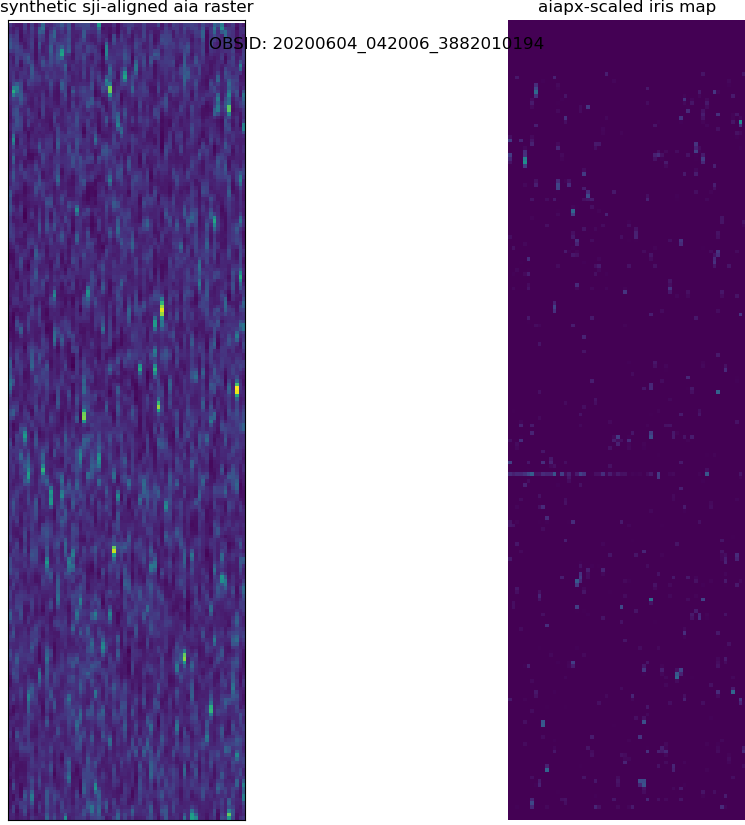 synthetic sji-aligned aia raster
aiapx-scaled iris map
OBSID: 20200604_042006_3882010194